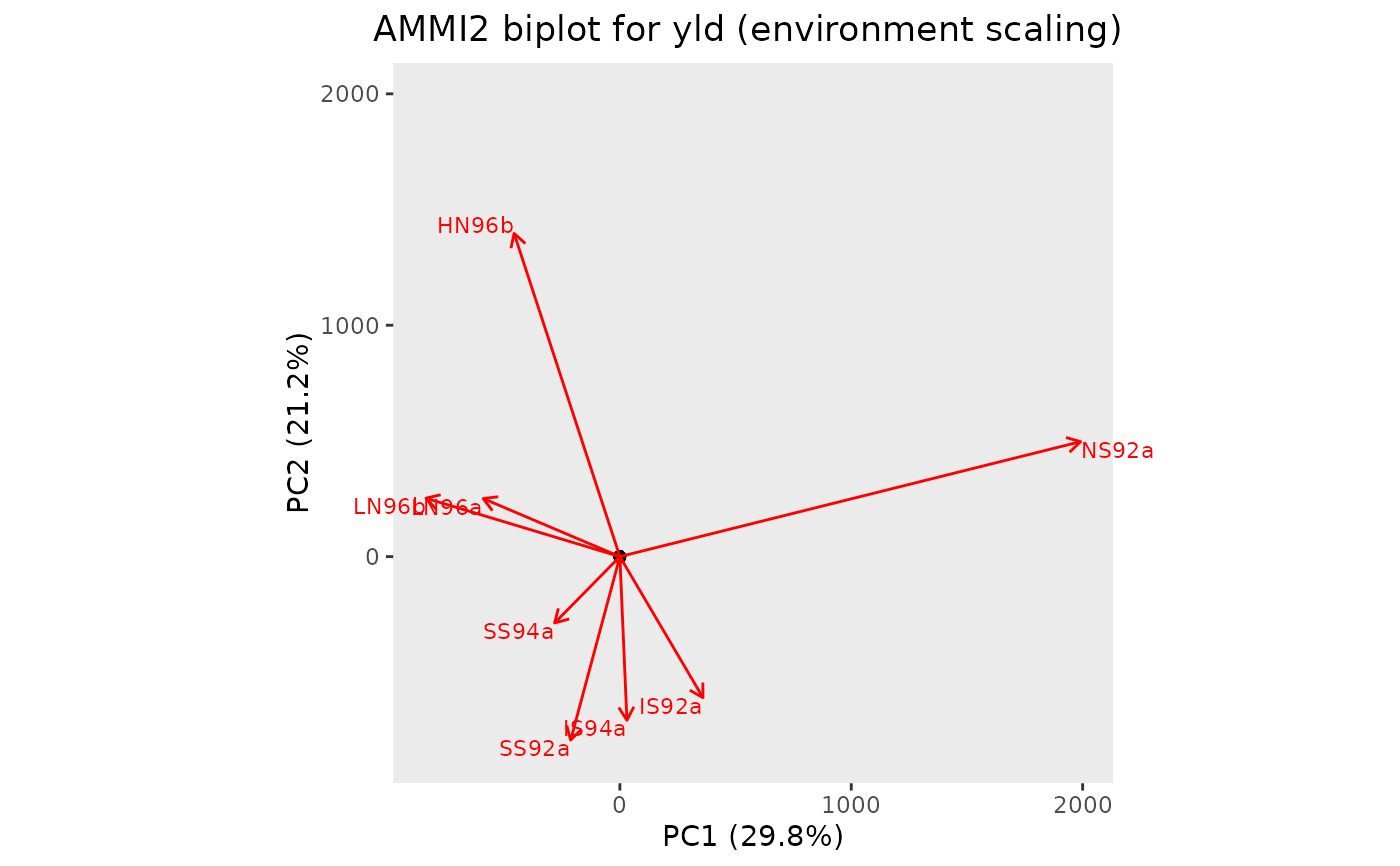 AMMI2 biplot for yld (environment scaling)
2000
HN96b
1000
NS92a
LN96b
LN96a
0
SS94a
IS92a
IS94a
SS92a
0
1000
2000
PC1 (29.8%)
PC2 (21.2%)